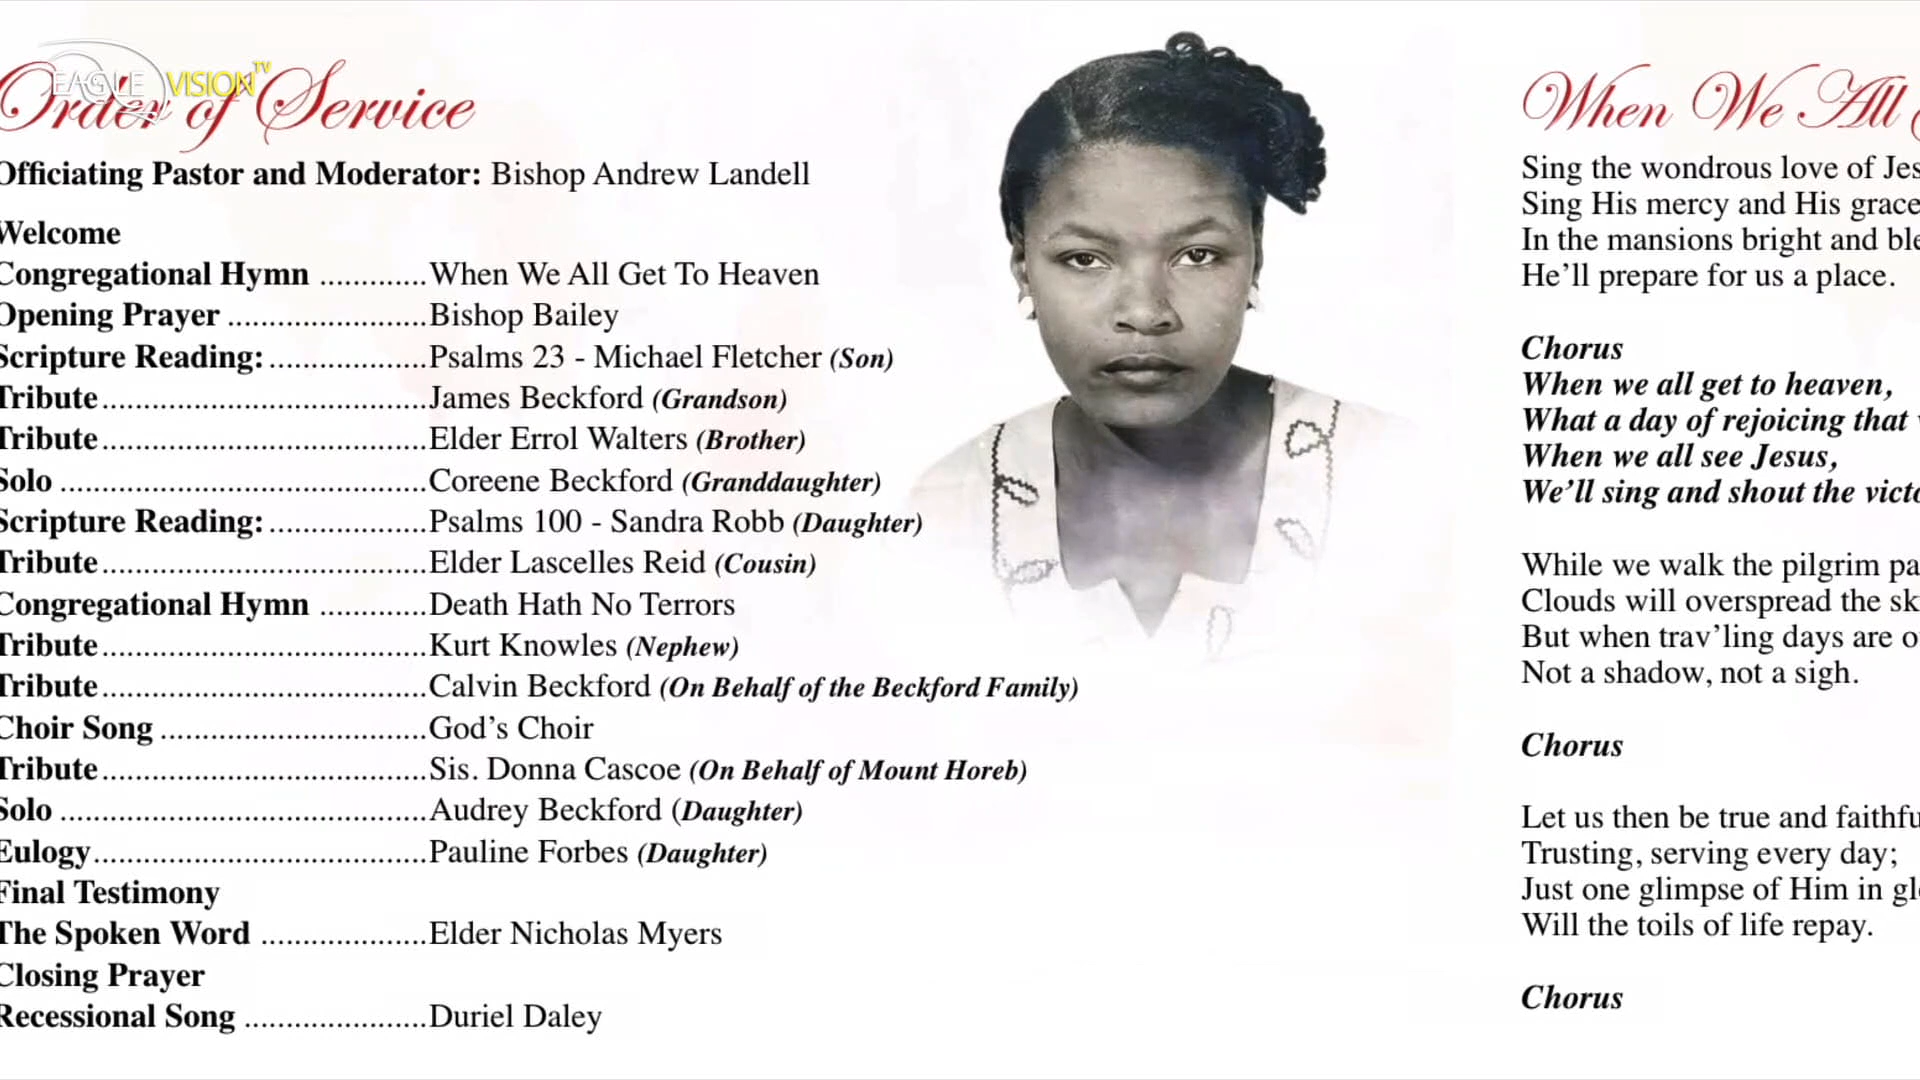 EAGLE VISION TV
Order of Service
Officiating Pastor and Moderator: Bishop Andrew Landell
Welcome
Congregational Hymn .............When We All Get To Heaven
Opening Prayer ........................Bishop Bailey
Scripture Reading:...................Psalms 23 - Michael Fletcher (Son)
Tribute.......................................James Beckford (Grandson)
Tribute.......................................Elder Errol Walters (Brother)
Solo ............................................Coreene Beckford (Granddaughter)
Scripture Reading:...................Psalms 100 - Sandra Robb (Daughter)
Tribute.......................................Elder Lascelles Reid (Cousin)
Congregational Hymn .............Death Hath No Terrors
Tribute.......................................Kurt Knowles (Nephew)
Tribute.......................................Calvin Beckford (On Behalf of the Beckford Family)
Choir Song ................................God’s Choir
Tribute.......................................Sis. Donna Cascoe (On Behalf of Mount Horeb)
Solo ............................................Audrey Beckford (Daughter)
Eulogy........................................Pauline Forbes (Daughter)
Final Testimony
The Spoken Word ....................Elder Nicholas Myers
Closing Prayer
Recessional Song ......................Duriel Daley
When We All
Sing the wondrous love of
Sing His mercy and His grace
In the mansions bright and
He’ll prepare for us a place.
Chorus
When we all get to heaven,
What a day of rejoicing that
When we all see Jesus,
We’ll sing and shout the
While we walk the pilgrim
Clouds will overspread the
But when trav’ling days are
Not a shadow, not a sigh.
Chorus
Let us then be true and
Trusting, serving every day;
Just one glimpse of Him in
Will the toils of life repay.
Chorus